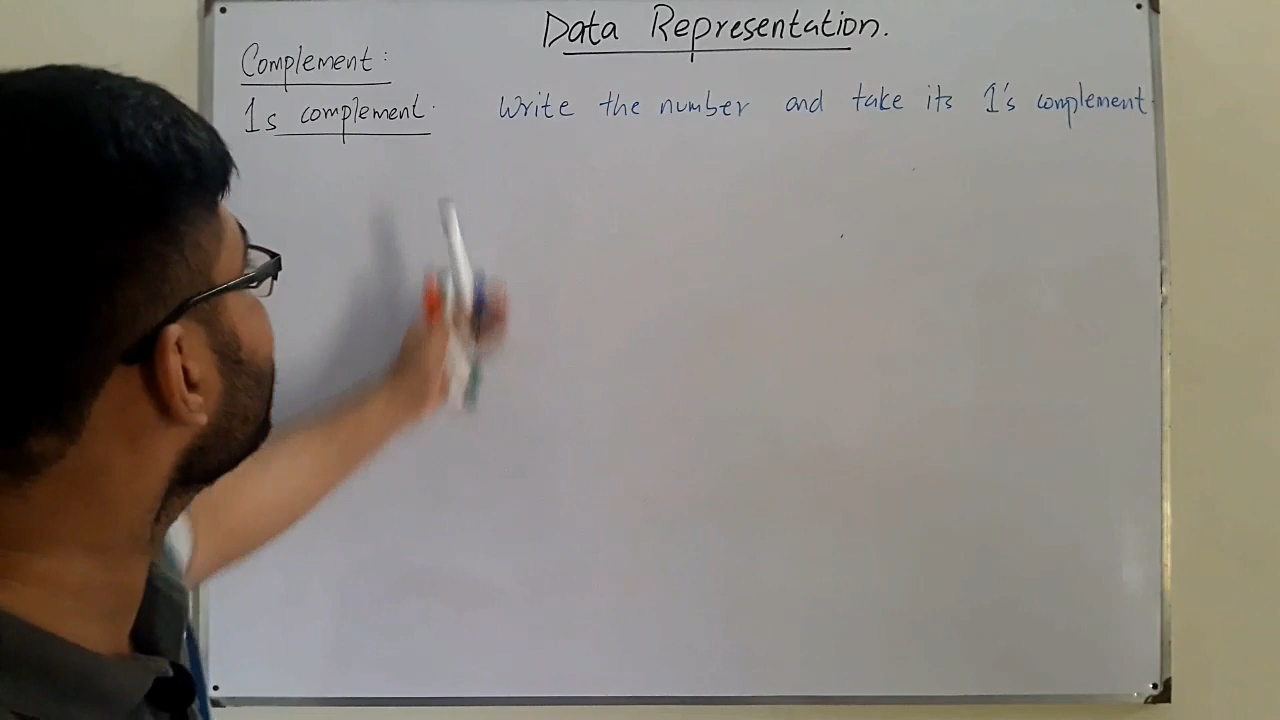 Data Representation.
Complement:
1s complement.
Write the number and take its 1's complement.